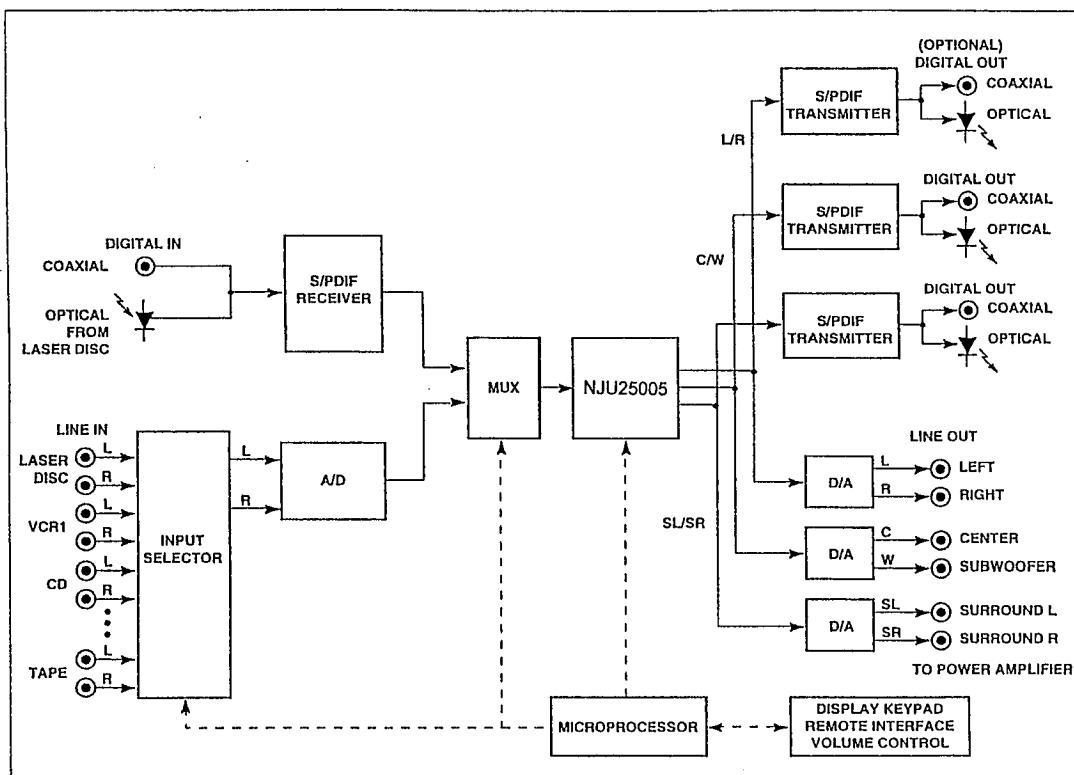 (OPTIONAL)
DIGITAL OUT
S/PDIF
TRANSMITTER
COAXIAL
OPTICAL
L/R
DIGITAL OUT
S/PDIF
TRANSMITTER
COAXIAL
OPTICAL
C/W
DIGITAL OUT
S/PDIF
TRANSMITTER
COAXIAL
OPTICAL
DIGITAL IN
COAXIAL
OPTICAL
FROM
LASER DISC
S/PDIF
RECEIVER
MUX
NJU25005
LINE IN
LASER
DISC
L
R
VCR1
L
R
CD
L
R
TAPE
L
R
INPUT
SELECTOR
L
R
A/D
SL/SR
LINE OUT
D/A
L
LEFT
R
RIGHT
D/A
C
CENTER
W
SUBWOOFER
D/A
SL
SURROUND L
SR
SURROUND R
TO POWER AMPLIFIER
MICROPROCESSOR
DISPLAY KEYPAD
REMOTE INTERFACE
VOLUME CONTROL